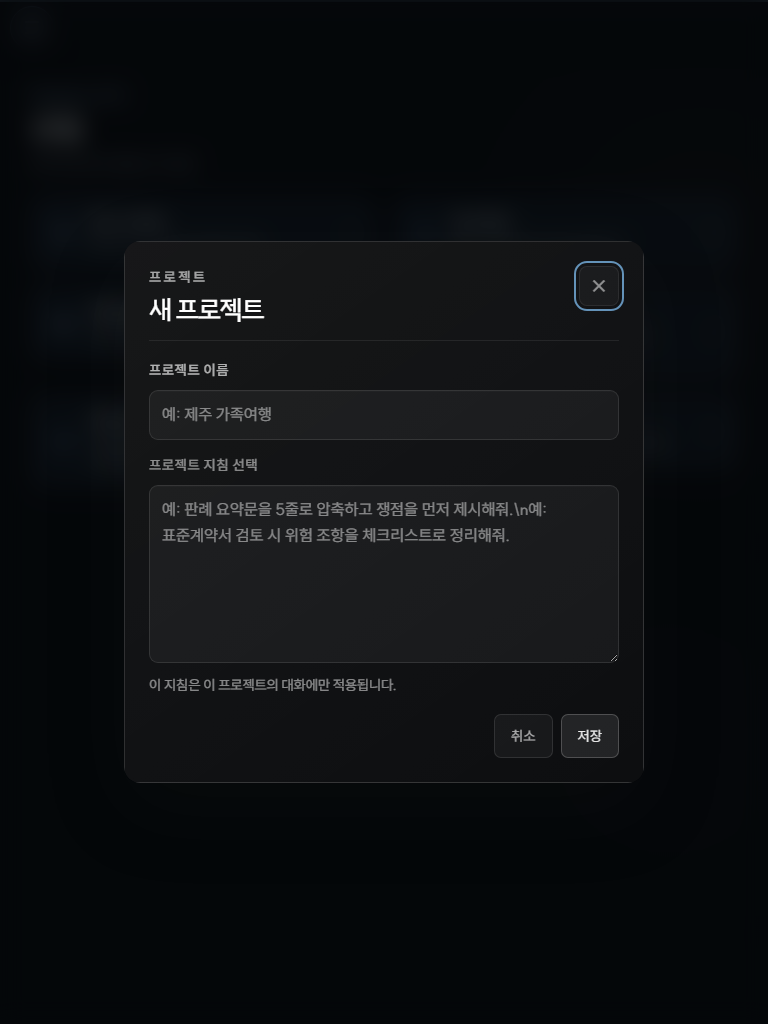 프로젝트
새 프로젝트
프로젝트 이름
예: 제주 가족여행
프로젝트 지침 선택
예: 판례 요약문을 5줄로 압축하고 쟁점을 먼저 제시해줘.\n예:
표준계약서 검토 시 위험 조항을 체크리스트로 정리해줘.
이 지침은 이 프로젝트의 대화에만 적용됩니다.
취소
저장